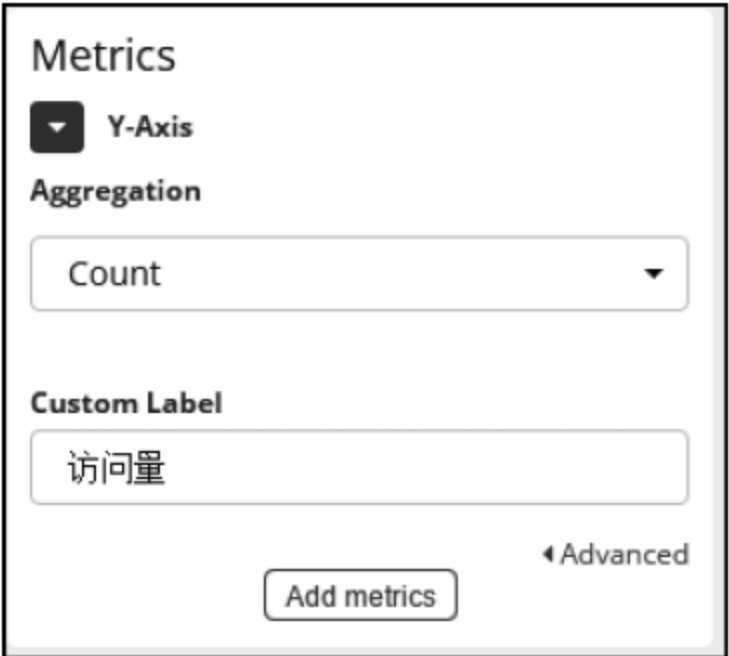 Metrics
Y-Axis
Aggregation
Count
Custom Label
访问量
Advanced
Add metrics